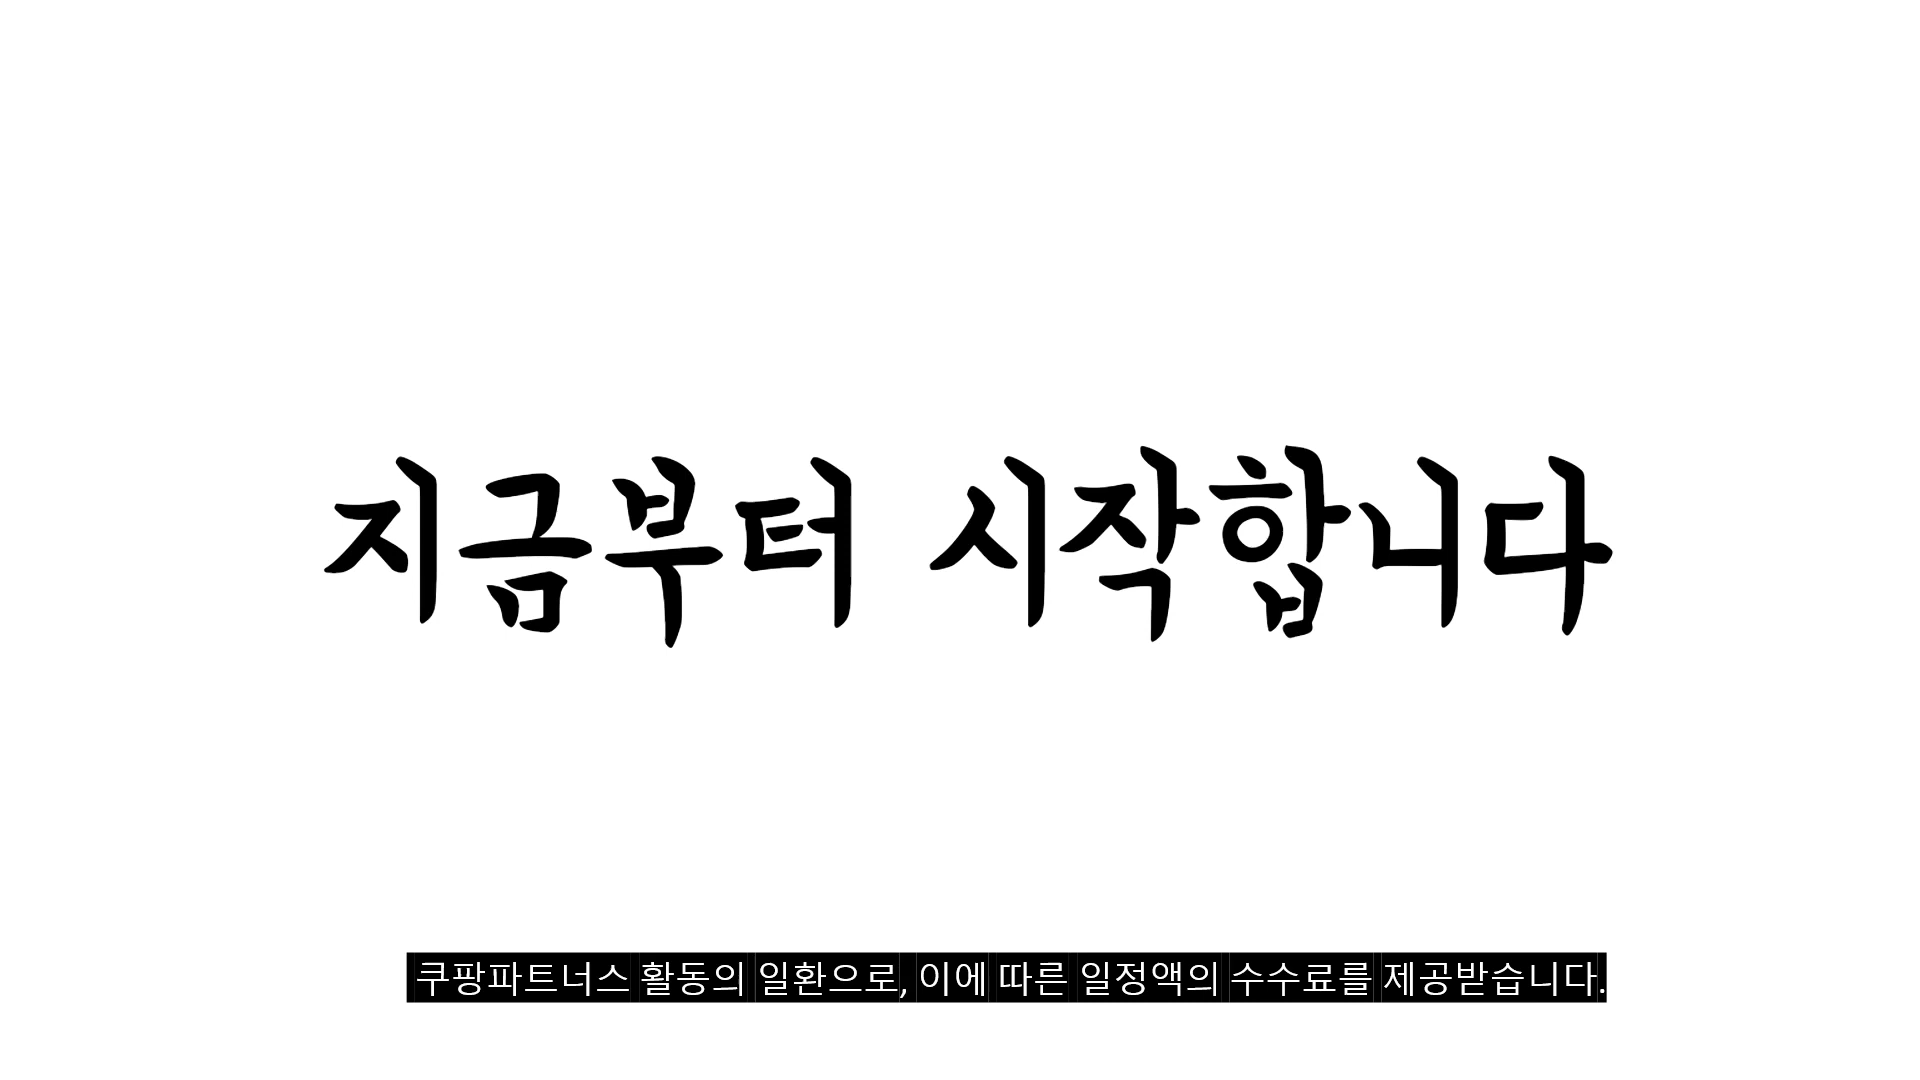 지금부터 시작합니다
쿠팡파트너스 활동의 일환으로, 이에 따른 일정액의 수수료를 제공받습니다.